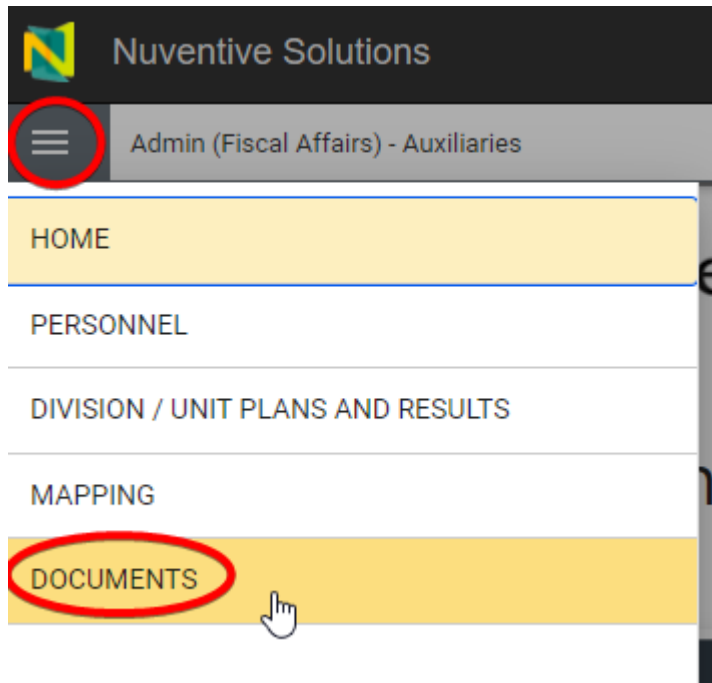 Nuventive Solutions
Admin (Fiscal Affairs) - Auxiliaries
HOME
PERSONNEL
DIVISION / UNIT PLANS AND RESULTS
MAPPING
DOCUMENTS